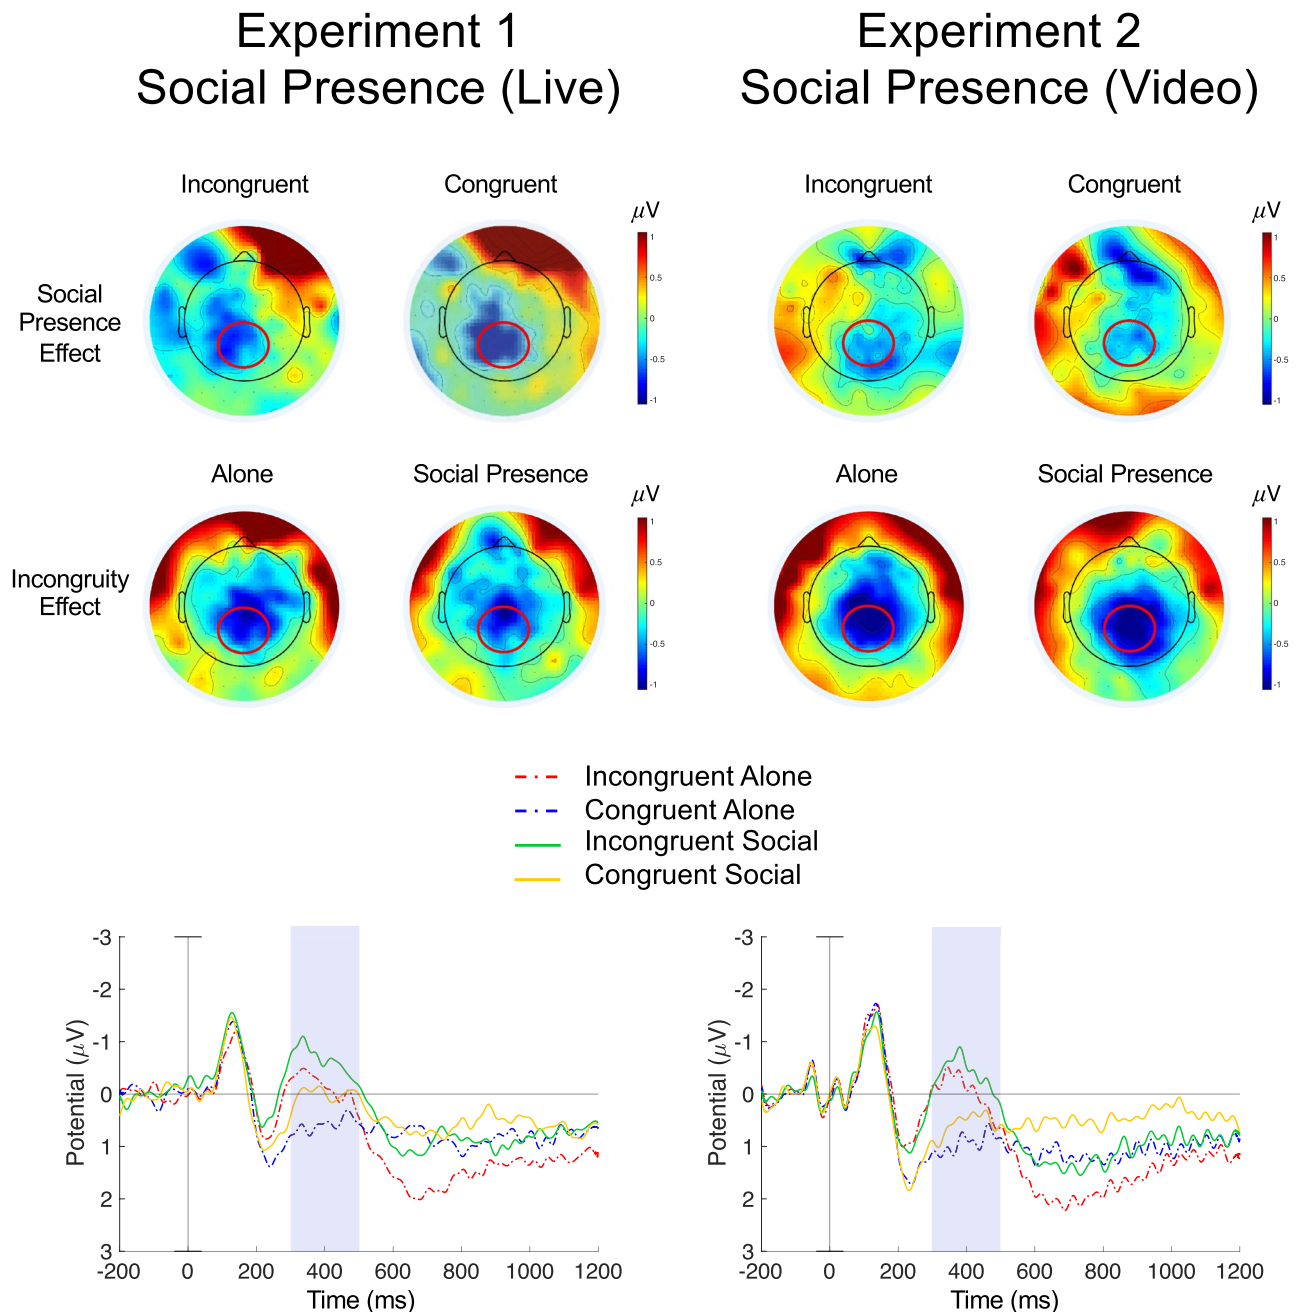 Experiment 1
Social Presence (Live)
Experiment 2
Social Presence (Video)
Incongruent
Congruent
Incongruent
Congruent
μV
μV
Social
Presence
Effect
1
0.5
0
-0.5
-1
1
0.5
0
-0.5
-1
Alone
Social Presence
Alone
Social Presence
μV
μV
Incongruity
Effect
1
0.5
0
-0.5
-1
1
0.5
0
-0.5
-1
Incongruent Alone
Congruent Alone
Incongruent Social
Congruent Social
Potential (μV)
-3
-2
-1
0
1
2
3
-200 0 200 400 600 800 1000 1200
Time (ms)
Potential (μV)
-3
-2
-1
0
1
2
3
-200 0 200 400 600 800 1000 1200
Time (ms)